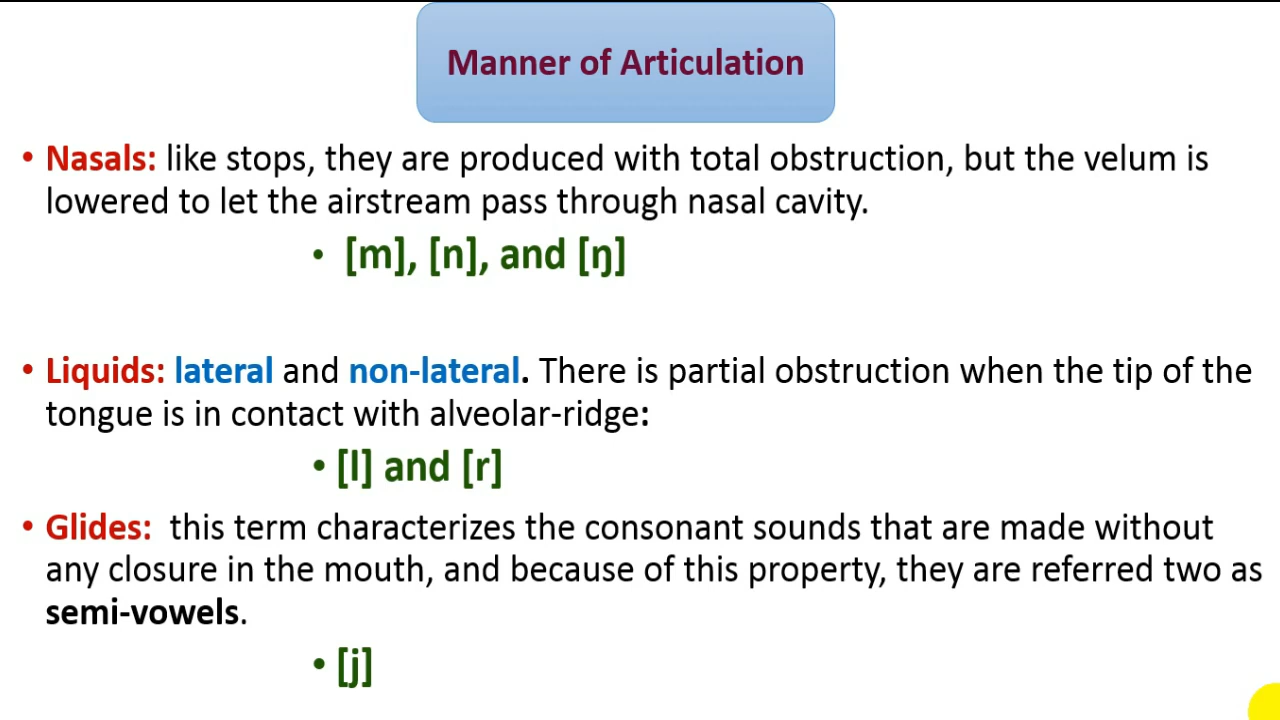 Manner of Articulation
• Nasals: like stops, they are produced with total obstruction, but the velum is
lowered to let the airstream pass through nasal cavity.
• [m], [n], and [ŋ]
• Liquids: lateral and non-lateral. There is partial obstruction when the tip of the
tongue is in contact with alveolar-ridge:
• [l] and [r]
• Glides: this term characterizes the consonant sounds that are made without
any closure in the mouth, and because of this property, they are referred two as
semi-vowels.
• [j]